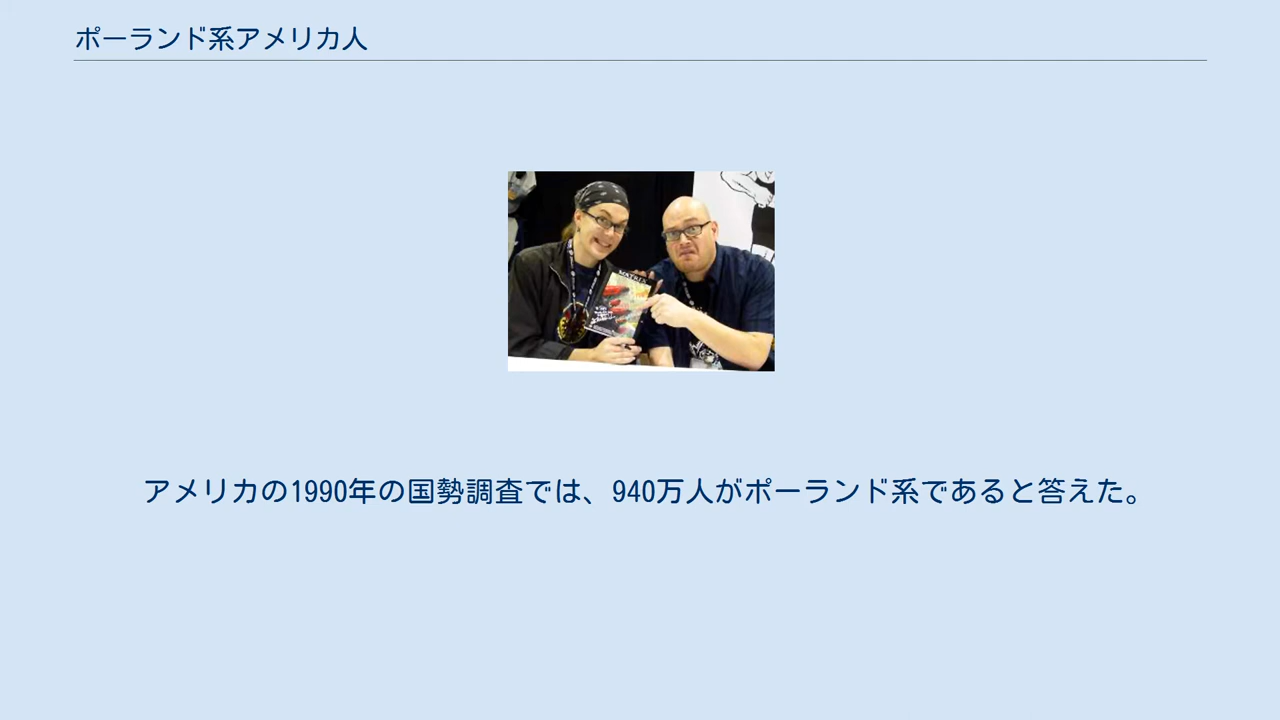 ポーランド系アメリカ人
MATRIX
アメリカの1990年の国勢調査では、940万人がポーランド系であると答えた。